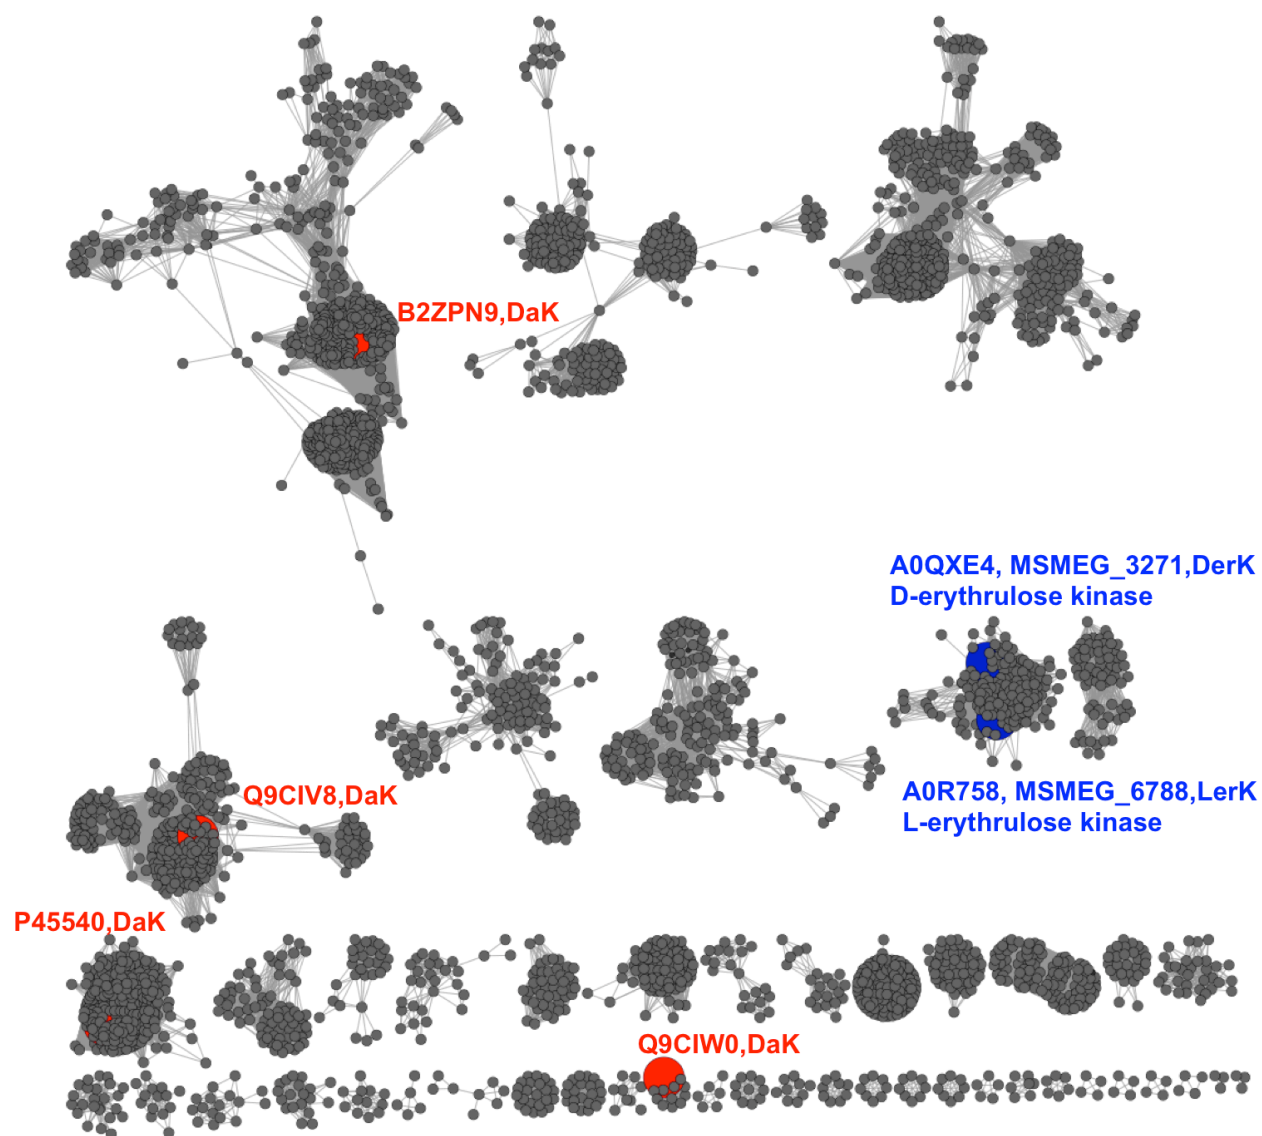 B2ZPN9,DaK
A0QXE4, MSMEG_3271,DerK
D-erythrulose kinase
Q9CIV8,DaK
A0R758, MSMEG_6788,LerK
L-erythrulose kinase
P45540,DaK
Q9CIW0,DaK